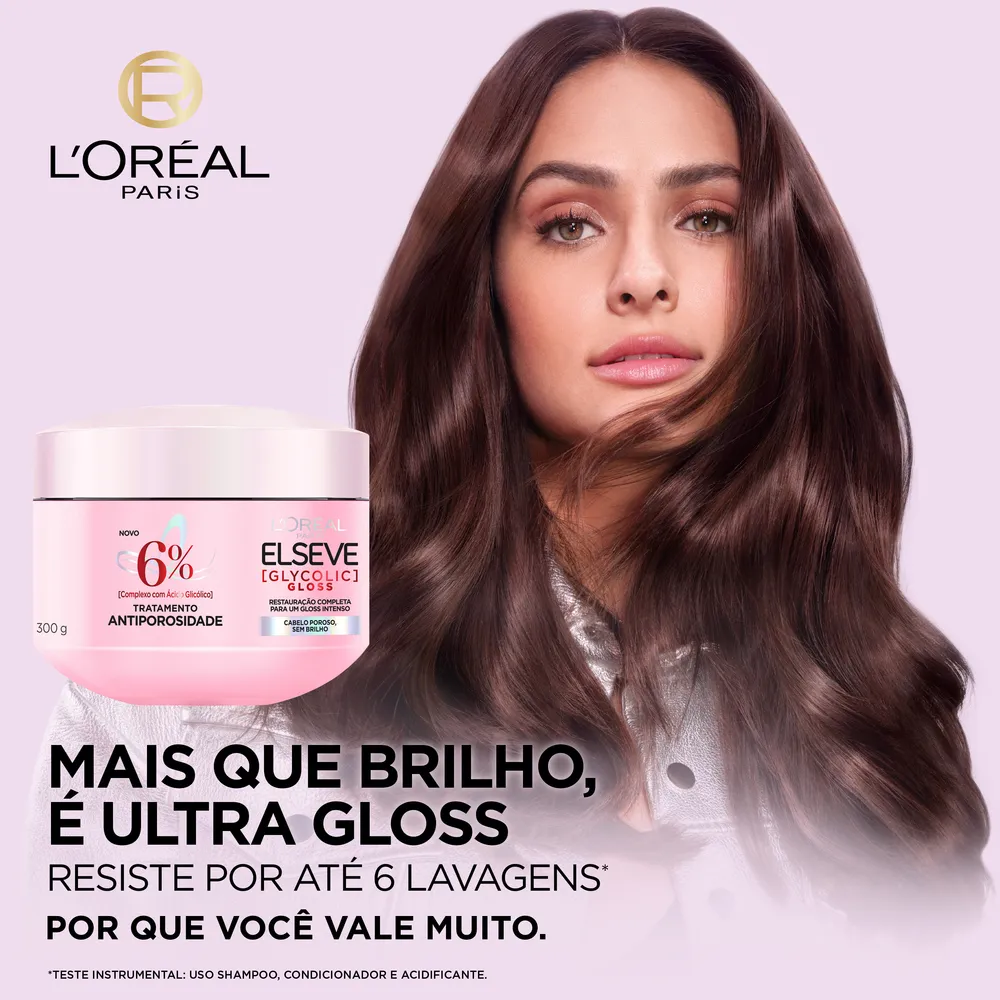 L'ORÉAL
PARiS
NOVO
6%
[Complexo com Ácido Glicólico]
TRATAMENTO
ANTIPOROSIDADE
300 g
L'ORÉAL
PARIS
ELSEVE
[GLYCOLIC]
GLOSS
RESTAURAÇÃO COMPLETA
PARA UM GLOSS INTENSO
CABELO POROSO,
SEM BRILHO
MAIS QUE BRILHO,
É ULTRA GLOSS
RESISTE POR ATÉ 6 LAVAGENS*
POR QUE VOCÊ VALE MUITO.
*TESTE INSTRUMENTAL: USO SHAMPOO, CONDICIONADOR E ACIDIFICANTE.